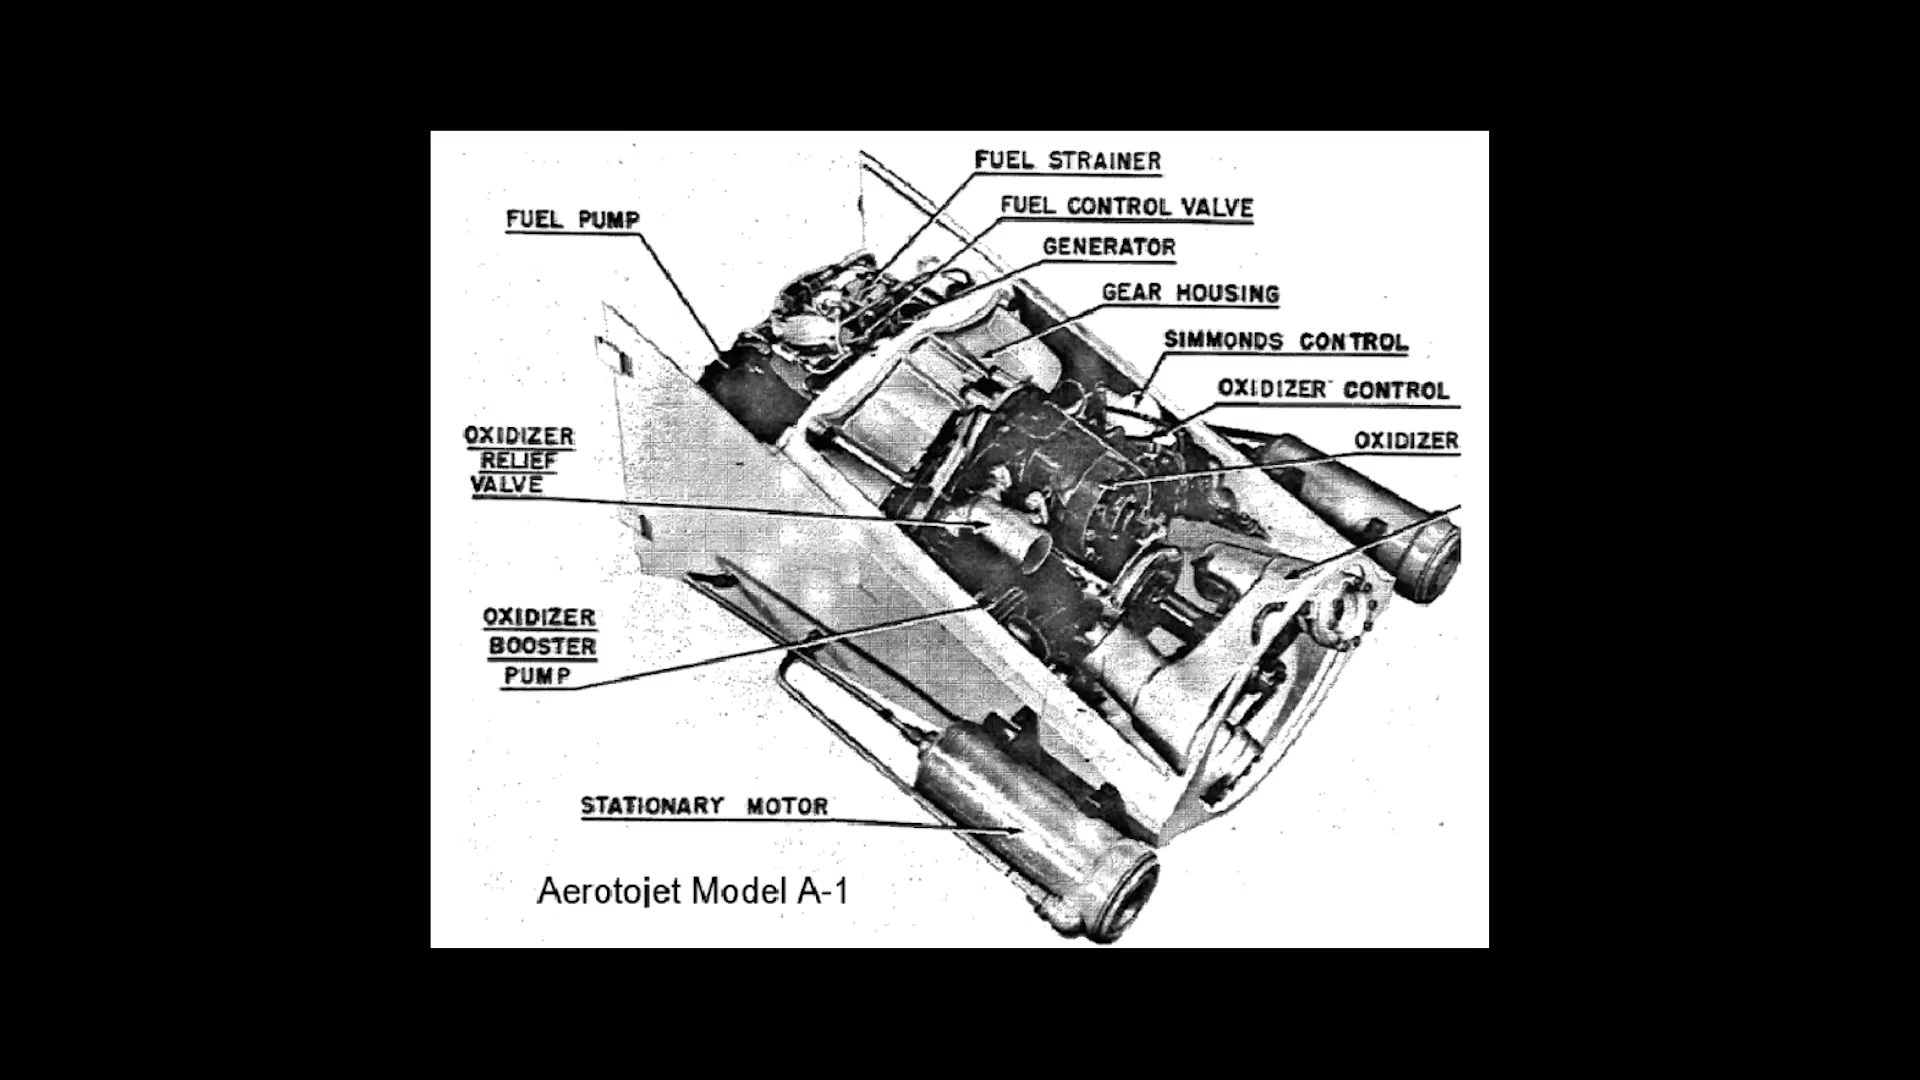 FUEL STRAINER
FUEL CONTROL VALVE
FUEL PUMP
GENERATOR
GEAR HOUSING
SIMMONDS CONTROL
OXIDIZER CONTROL
OXIDIZER
OXIDIZER
RELIEF
VALVE
OXIDIZER
BOOSTER
PUMP
STATIONARY MOTOR
Aerotojet Model A-1